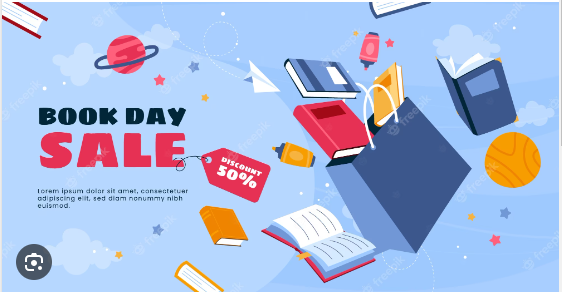 BOOK DAY
SALE
DISCOUNT
50%
Lorem ipsum dolor sit amet, consectetuer
adipiscing elit, sed diam nonummy nibh
euismod.